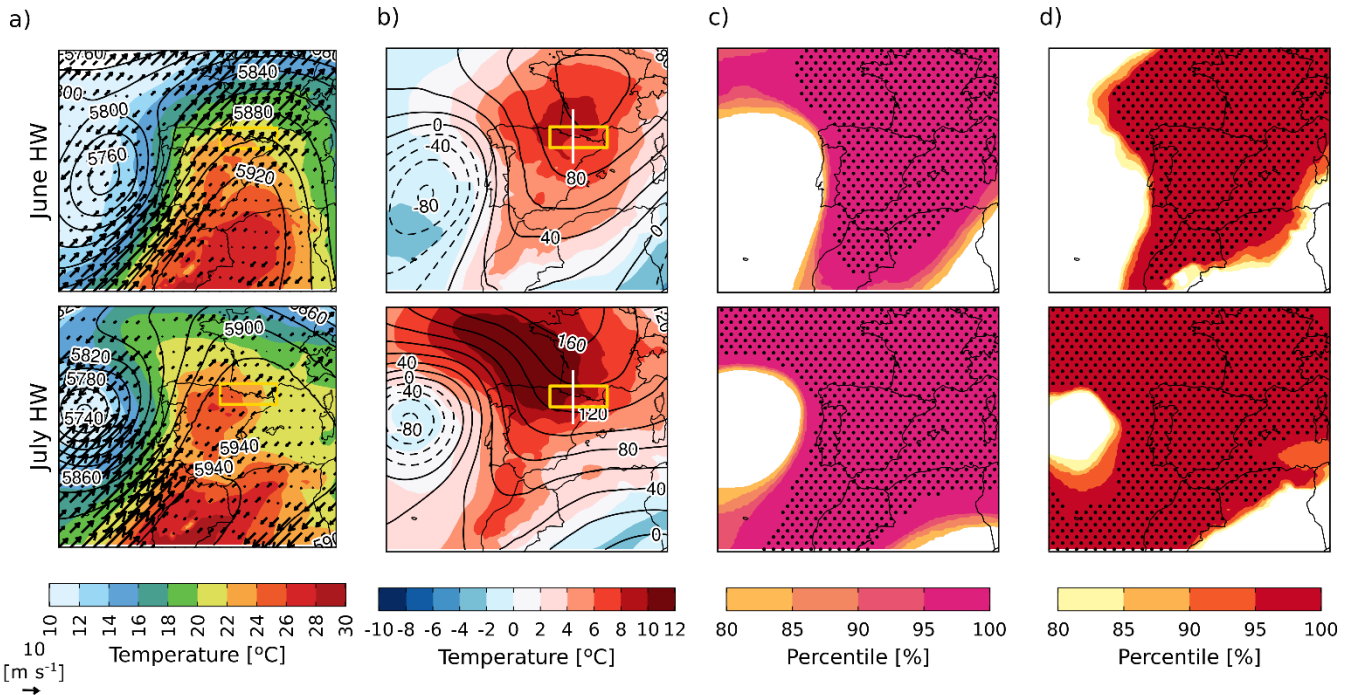 a)
b)
c)
d)
June HW
5760
5840
5800
5880
5760
5920
0
-40
-80
80
40
0
July HW
5900
5860
5820
5780
5740
5940
5940
5860
160
40
0
-40
-80
120
80
40
0
10 12 14 16 18 20 22 24 26 28 30
-10 -8 -6 -4 -2 0 2 4 6 8 10 12
80 85 90 95 100
80 85 90 95 100
Temperature [ºC]
Temperature [ºC]
Percentile [%]
Percentile [%]
10
[m s⁻¹]